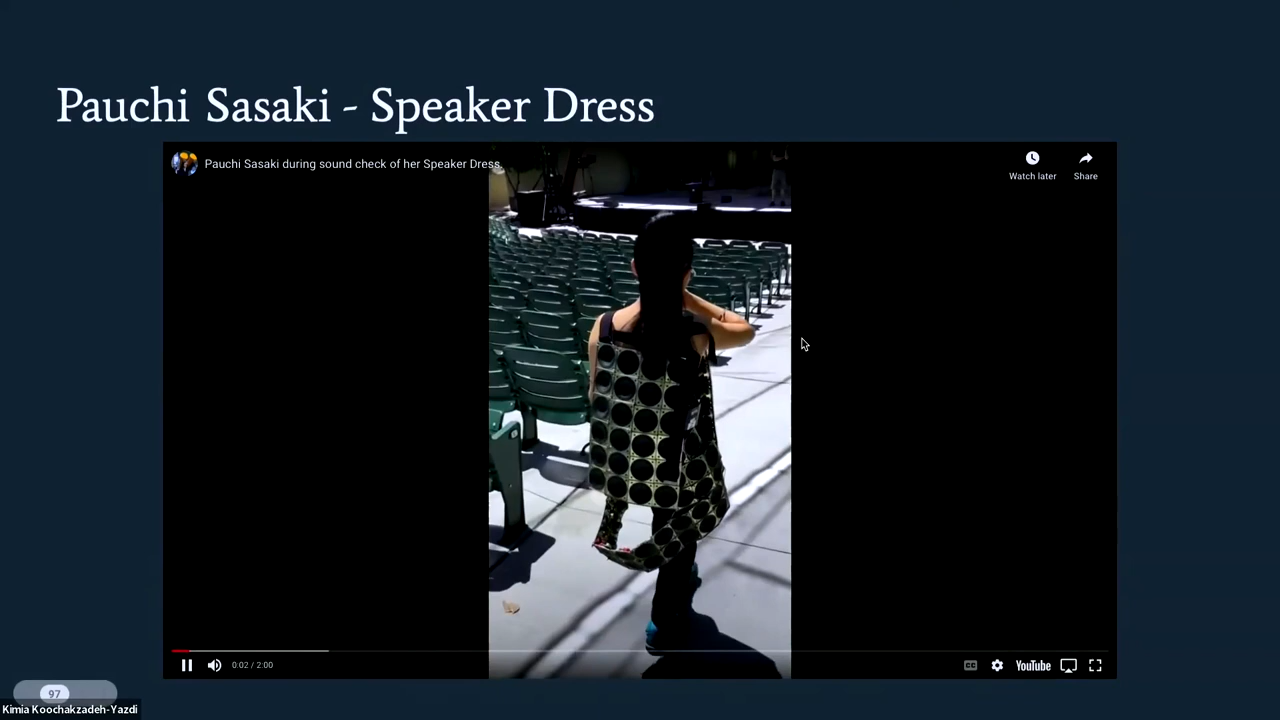 Pauchi Sasaki - Speaker Dress
Pauchi Sasaki during sound check of her Speaker Dress.
Watch later
Share
0:02 / 2:00
CC
YouTube
97
Kimia Koochakzadeh-Yazdi